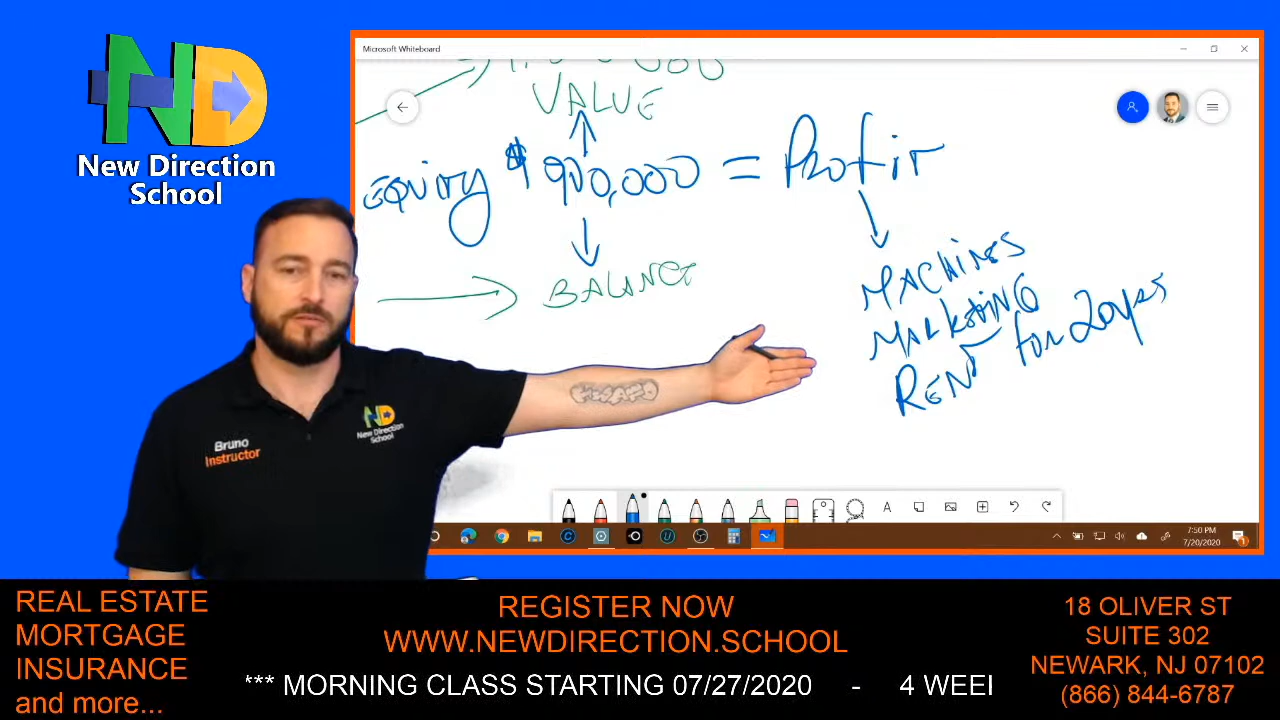 ND
New Direction
School
Microsoft Whiteboard
VALUE
EQUITY $900,000 = Profit
BALANCE
MACHINES
MARKETING
RENT for 2 Years
Bruno
Instructor
ND
New Direction
School
A
7:50 PM
7/20/2020
REAL ESTATE
MORTGAGE
INSURANCE
and more...
REGISTER NOW
WWW.NEWDIRECTION.SCHOOL
*** MORNING CLASS STARTING 07/27/2020 - 4 WEE
18 OLIVER ST
SUITE 302
NEWARK, NJ 07102
(866) 844-6787